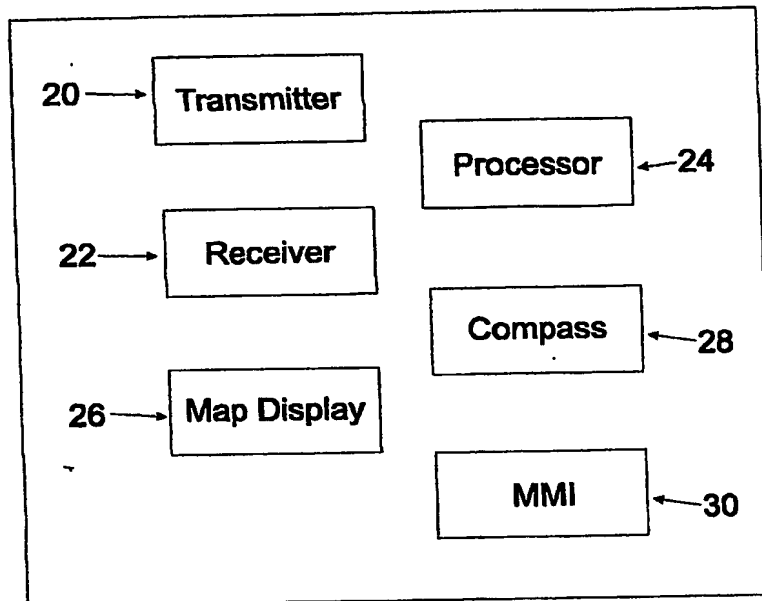 20
Transmitter
Processor
24
22
Receiver
Compass
28
26
Map Display
MMI
30